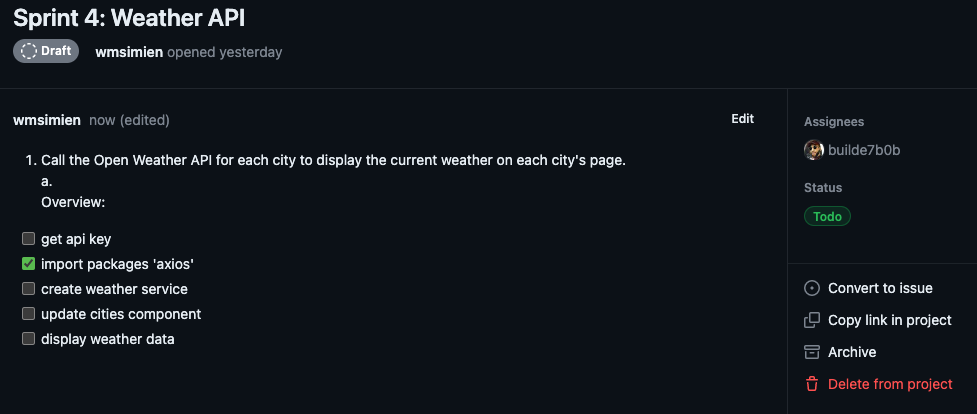 Sprint 4: Weather API
Draft wmsimien opened yesterday
wmsimien now (edited) Edit
1. Call the Open Weather API for each city to display the current weather on each city's page.
a.
Overview:
get api key
import packages 'axios'
create weather service
update cities component
display weather data
Assignees
builde7b0b
Status
Todo
Convert to issue
Copy link in project
Archive
Delete from project